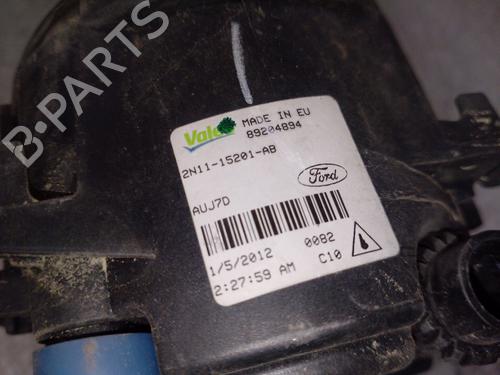 B-PARTS
Valeo
MADE IN EU
89204894
2N11-15201-AB
Ford
AUJ7D
1/5/2012 0082
2:27:59 AM C10